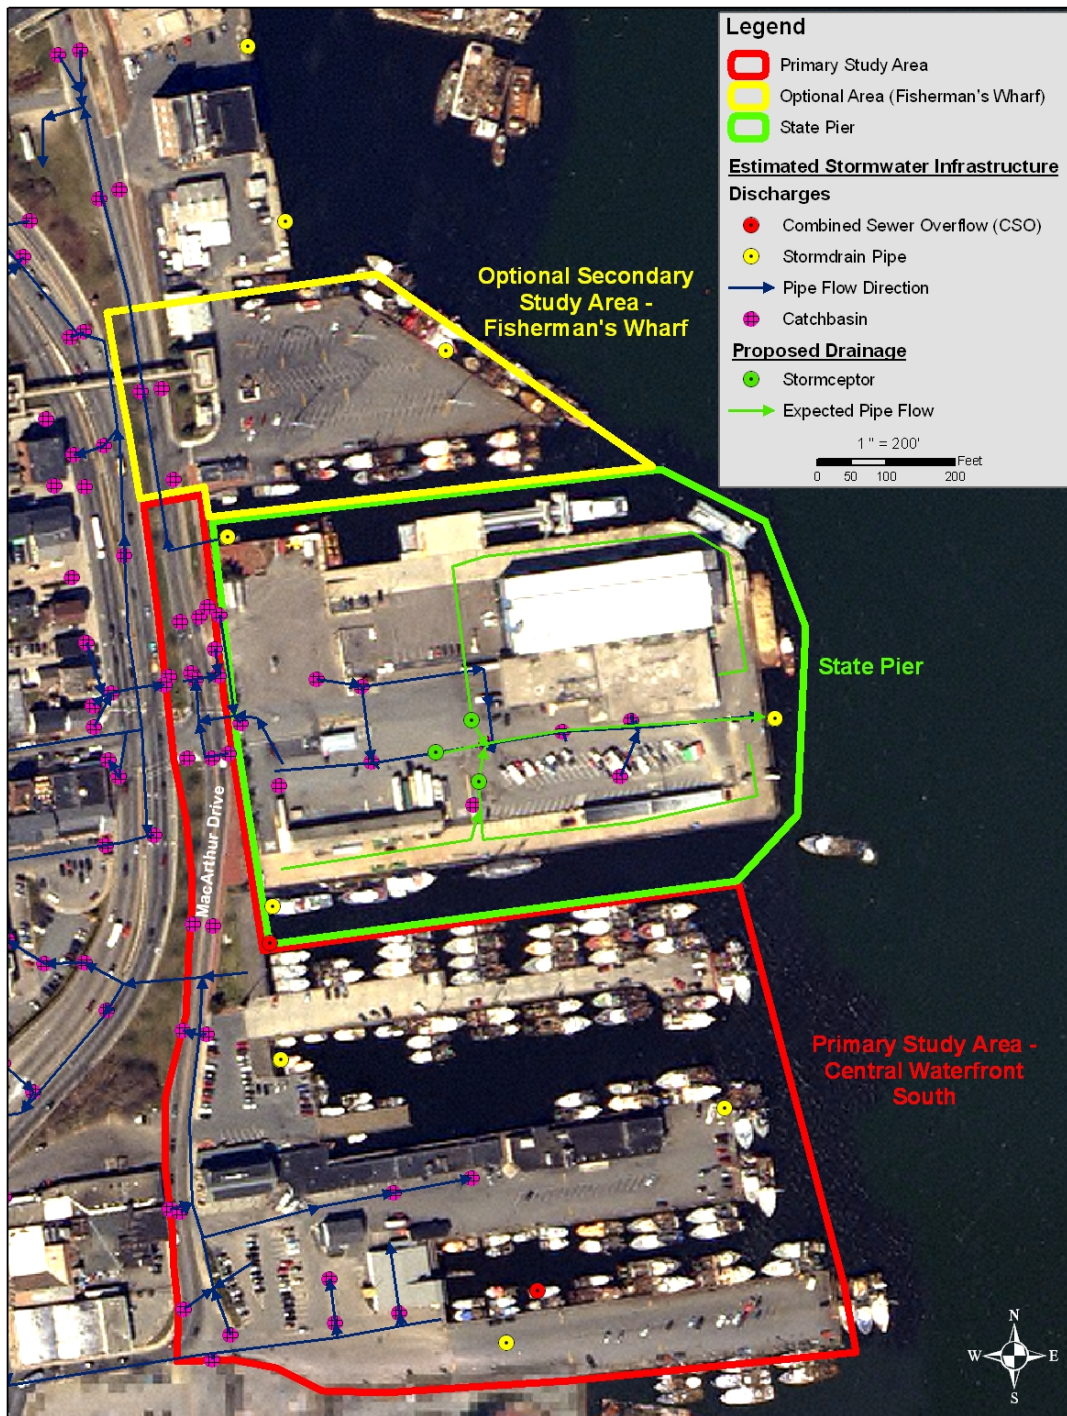 Legend
Primary Study Area
Optional Area (Fisherman's Wharf)
State Pier
Estimated Stormwater Infrastructure
Discharges
Combined Sewer Overflow (CSO)
Stormdrain Pipe
Pipe Flow Direction
Catchbasin
Proposed Drainage
Stormceptor
Expected Pipe Flow
1 " = 200'
Feet
0 50 100 200
Optional Secondary
Study Area -
Fisherman's Wharf
State Pier
MacArthur Drive
Primary Study Area -
Central Waterfront
South
N
W E
S